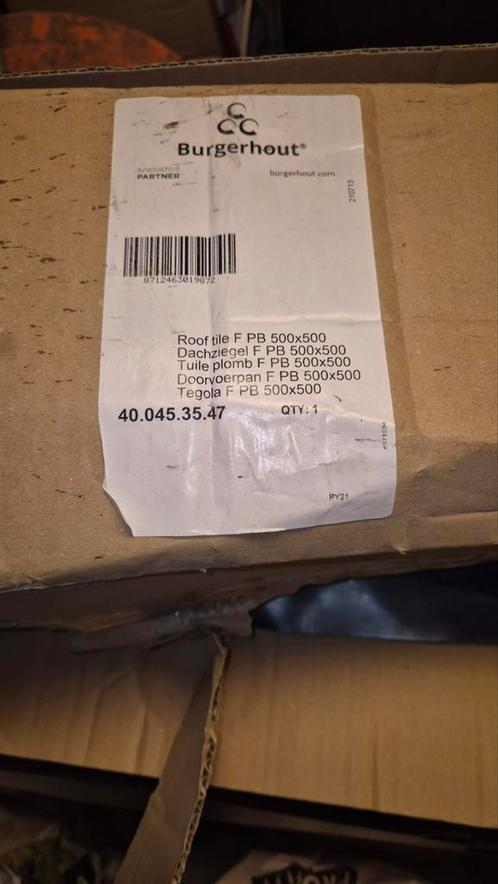 Burgerhout®
INNOVATIVE
PARTNER
burgerhout.com
210713
8712463019872
Roof tile F PB 500x500
Dachziegel F PB 500x500
Tuile plomb F PB 500x500
Doorvoerpan F PB 500x500
Tegola F PB 500x500
40.045.35.47
QTY: 1
PY21